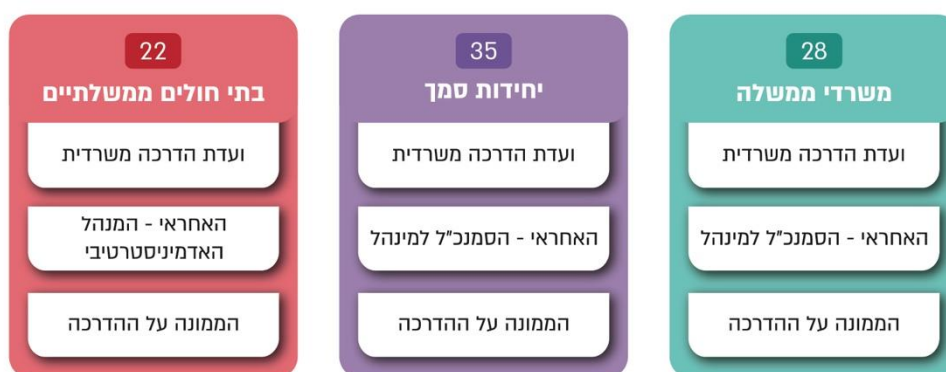 28
משרדי ממשלה
ועדת הדרכה משרדית
האחראי - הסמנכ"ל למינהל
הממונה על ההדרכה
35
יחידות סמך
ועדת הדרכה משרדית
האחראי - הסמנכ"ל למינהל
הממונה על ההדרכה
22
בתי חולים ממשלתיים
ועדת הדרכה משרדית
האחראי - המנהל
האדמיניסטרטיבי
הממונה על ההדרכה